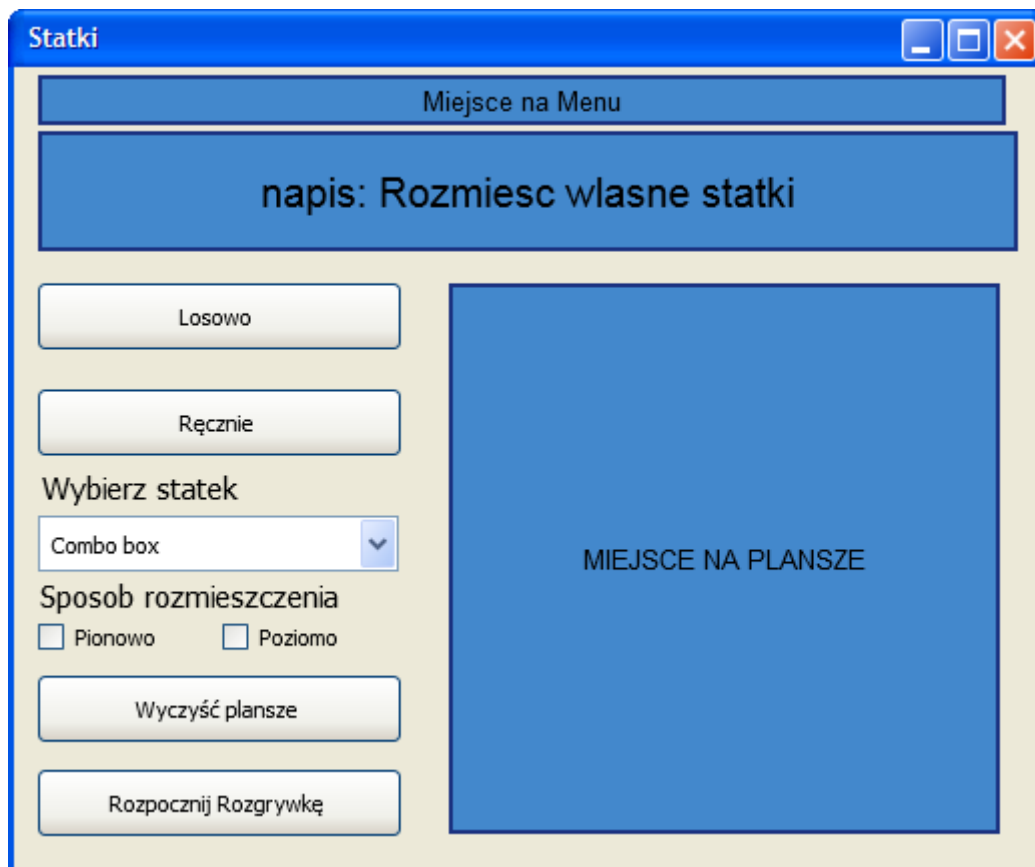 Statki
Miejsce na Menu
napis: Rozmiesc wlasne statki
Losowo
Ręcznie
Wybierz statek
Combo box
Sposob rozmieszczenia
Pionowo Poziomo
Wyczyść plansze
Rozpocznij Rozgrywkę
MIEJSCE NA PLANSZE